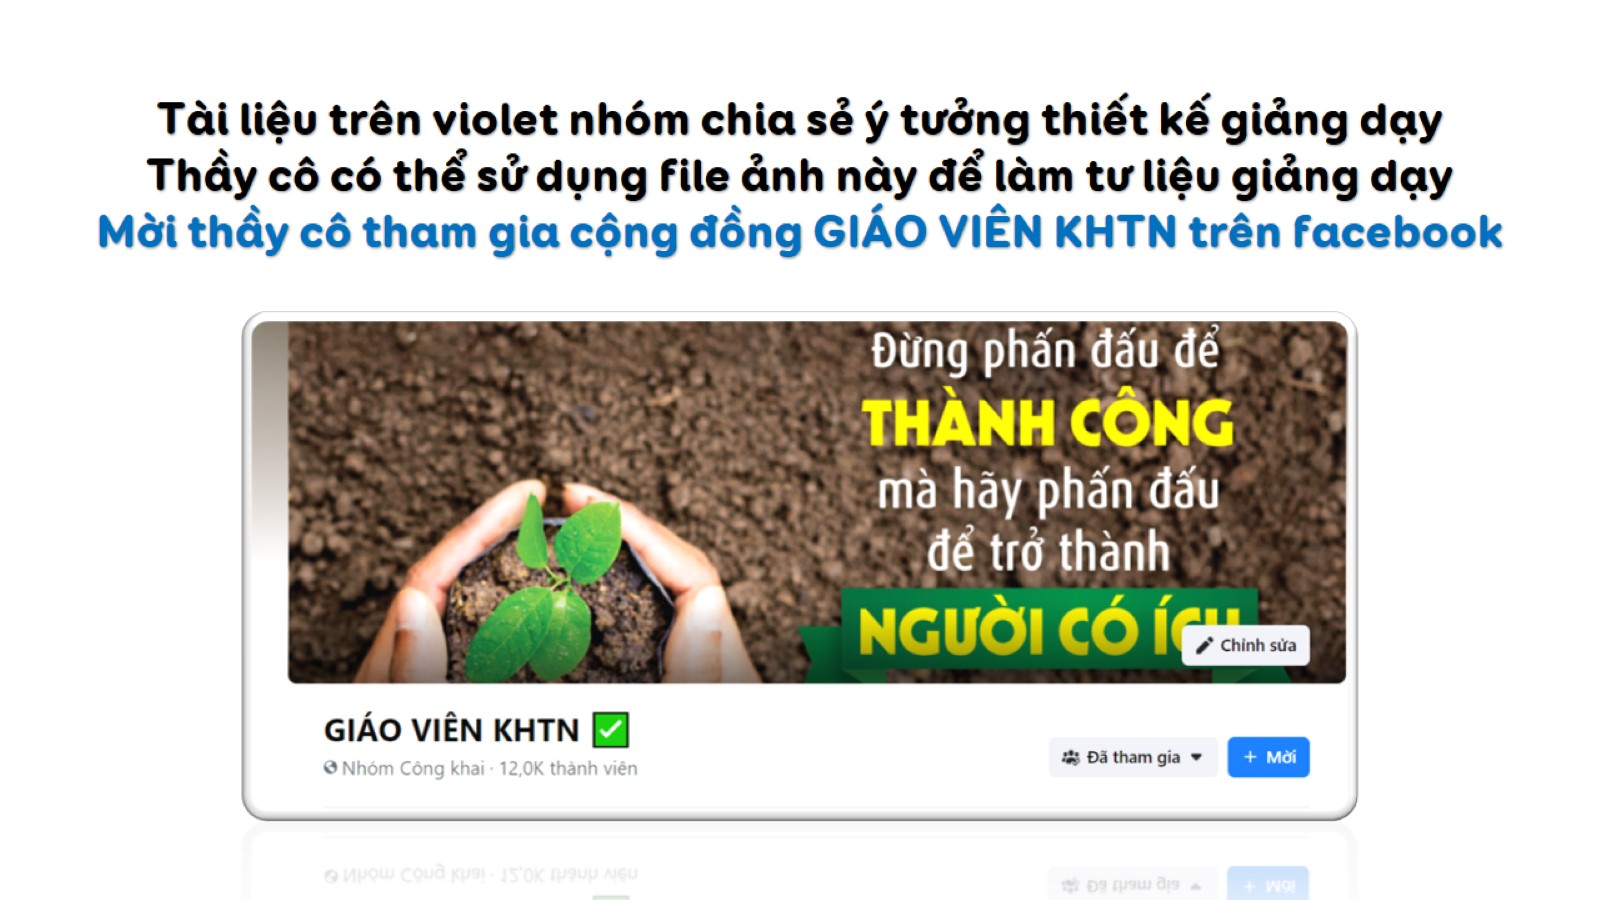 Tài liệu trên violet nhóm chia sẻ ý tưởng thiết kế giảng dạy
Thầy cô có thể sử dụng file ảnh này để làm tư liệu giảng dạy
Mời thầy cô tham gia cộng đồng GIÁO VIÊN KHTN trên facebook
Đừng phấn đấu để
THÀNH CÔNG
mà hãy phấn đấu
để trở thành
NGƯỜI CÓ ÍCH
Chỉnh sửa
GIÁO VIÊN KHTN
Nhóm Công khai · 12,0K thành viên
Đã tham gia
+ Mời